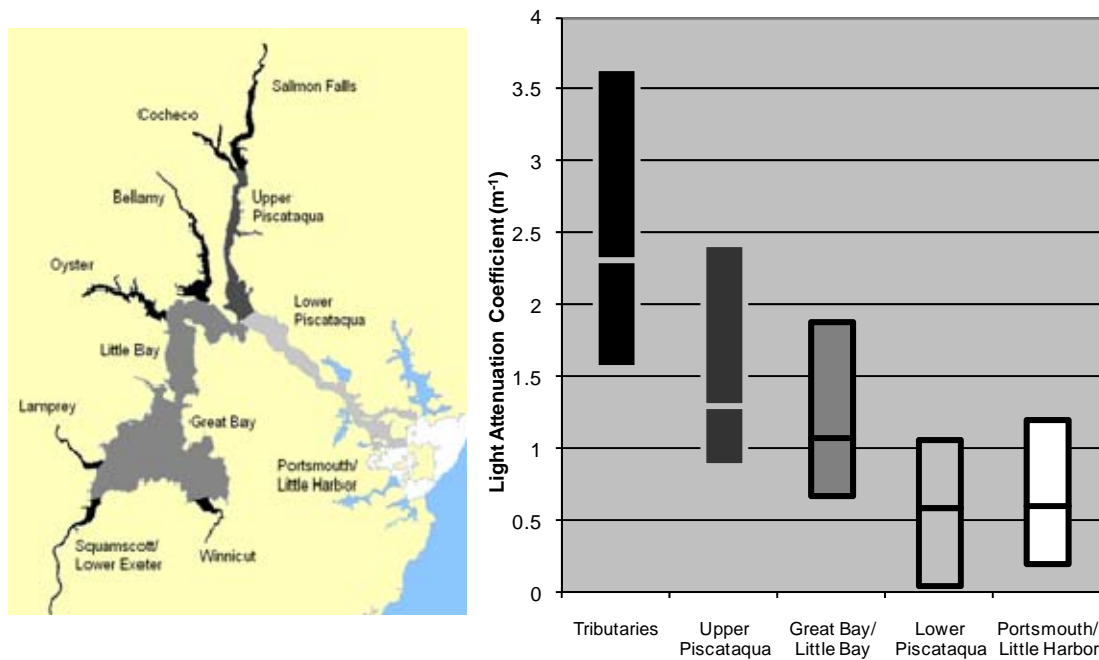 Salmon Falls
Cocheco
Bellamy
Upper
Piscataqua
Oyster
Lower
Piscataqua
Little Bay
Lamprey
Great Bay
Portsmouth/
Little Harbor
Squamscott/
Lower Exeter
Winnicut
Light Attenuation Coefficient (m⁻¹)
4
3.5
3
2.5
2
1.5
1
0.5
0
Tributaries
Upper
Piscataqua
Great Bay/
Little Bay
Lower
Piscataqua
Portsmouth/
Little Harbor